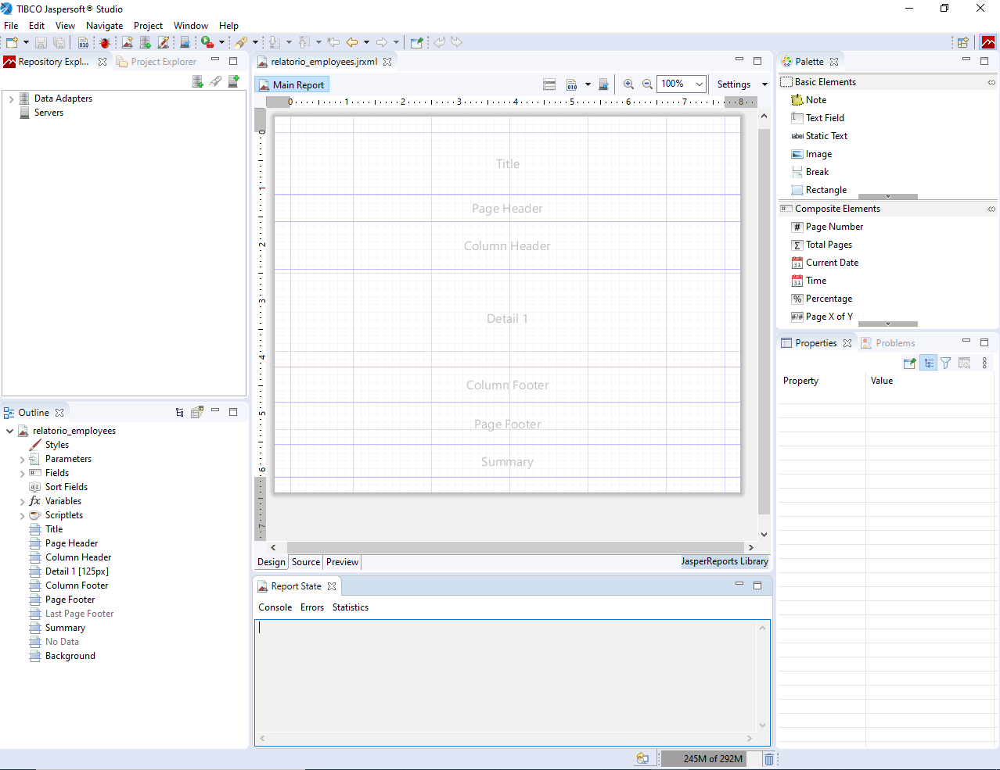 TIBCO Jaspersoft® Studio
File Edit View Navigate Project Window Help
Repository Expl...
Project Explorer
Data Adapters
Servers
Outline
relatorio_employees
Styles
Parameters
Fields
Sort Fields
Variables
Scriptlets
Title
Page Header
Column Header
Detail 1 [125px]
Column Footer
Page Footer
Last Page Footer
Summary
No Data
Background
relatorio_employees.jrxml
Main Report
100%
Settings
0 1 2 3 4 5 6 7 8
0
1
2
3
4
5
6
7
Title
Page Header
Column Header
Detail 1
Column Footer
Page Footer
Summary
Design Source Preview
JasperReports Library
Report State
Console Errors Statistics
Palette
Basic Elements
Note
Text Field
label Static Text
Image
Break
Rectangle
Composite Elements
# Page Number
Σ Total Pages
31 Current Date
31 Time
% Percentage
#/# Page X of Y
Properties
Problems
Property Value
245M of 292M